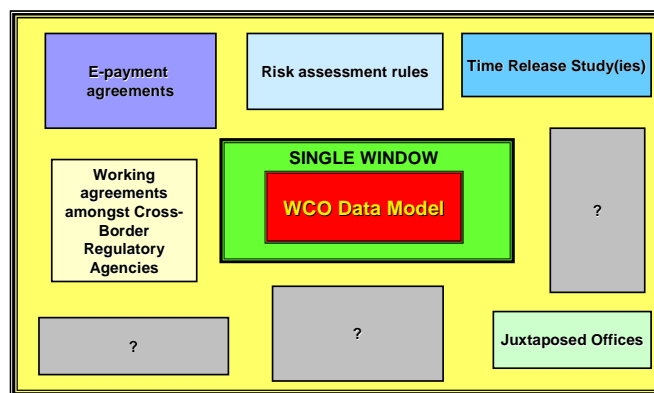 E-payment
agreements
Risk assessment rules
Time Release Study(ies)
SINGLE WINDOW
WCO Data Model
Working
agreements
amongst Cross-
Border
Regulatory
Agencies
?
?
?
Juxtaposed Offices